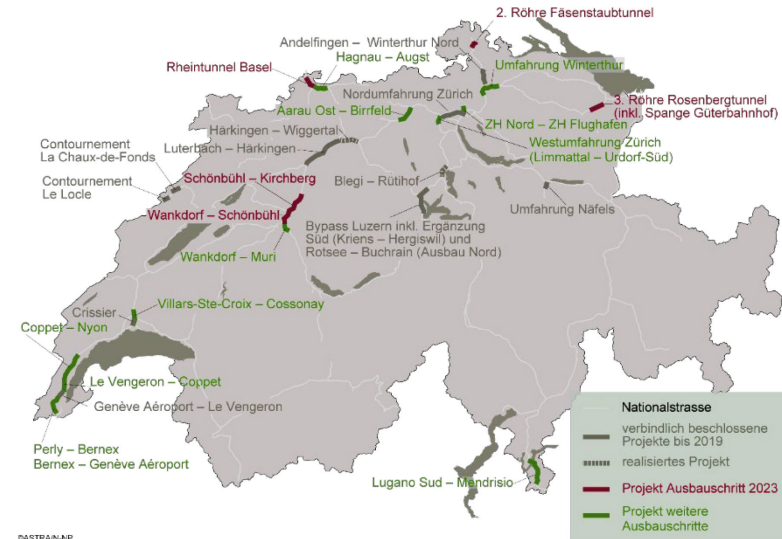 2. Röhre Fäsenstaubtunnel
Andelfingen – Winterthur Nord
Hagnau – Augst
Rheintunnel Basel
Umfahrung Winterthur
Nordumfahrung Zürich
3. Röhre Rosenbergtunnel
(inkl. Spange Güterbahnhof)
Aarau Ost – Birrfeld
ZH Nord – ZH Flughafen
Härkingen – Wiggertal
Westumfahrung Zürich
(Limmattal – Urdorf-Süd)
Luterbach – Härkingen
Contournement
La Chaux-de-Fonds
Schönbühl – Kirchberg
Blegi – Rütihof
Contournement
Le Locle
Umfahrung Näfels
Wankdorf – Schönbühl
Bypass Luzern inkl. Ergänzung
Süd (Kriens – Hergiswil) und
Rotsee – Buchrain (Ausbau Nord)
Wankdorf – Muri
Villars-Ste-Croix – Cossonay
Crissier
Coppet – Nyon
Le Vengeron – Coppet
Genève Aéroport – Le Vengeron
Perly – Bernex
Bernex – Genève Aéroport
Lugano Sud – Mendrisio
Nationalstrasse
verbindlich beschlossene
Projekte bis 2019
realisiertes Projekt
Projekt Ausbauschritt 2023
Projekt weitere
Ausbauschritte